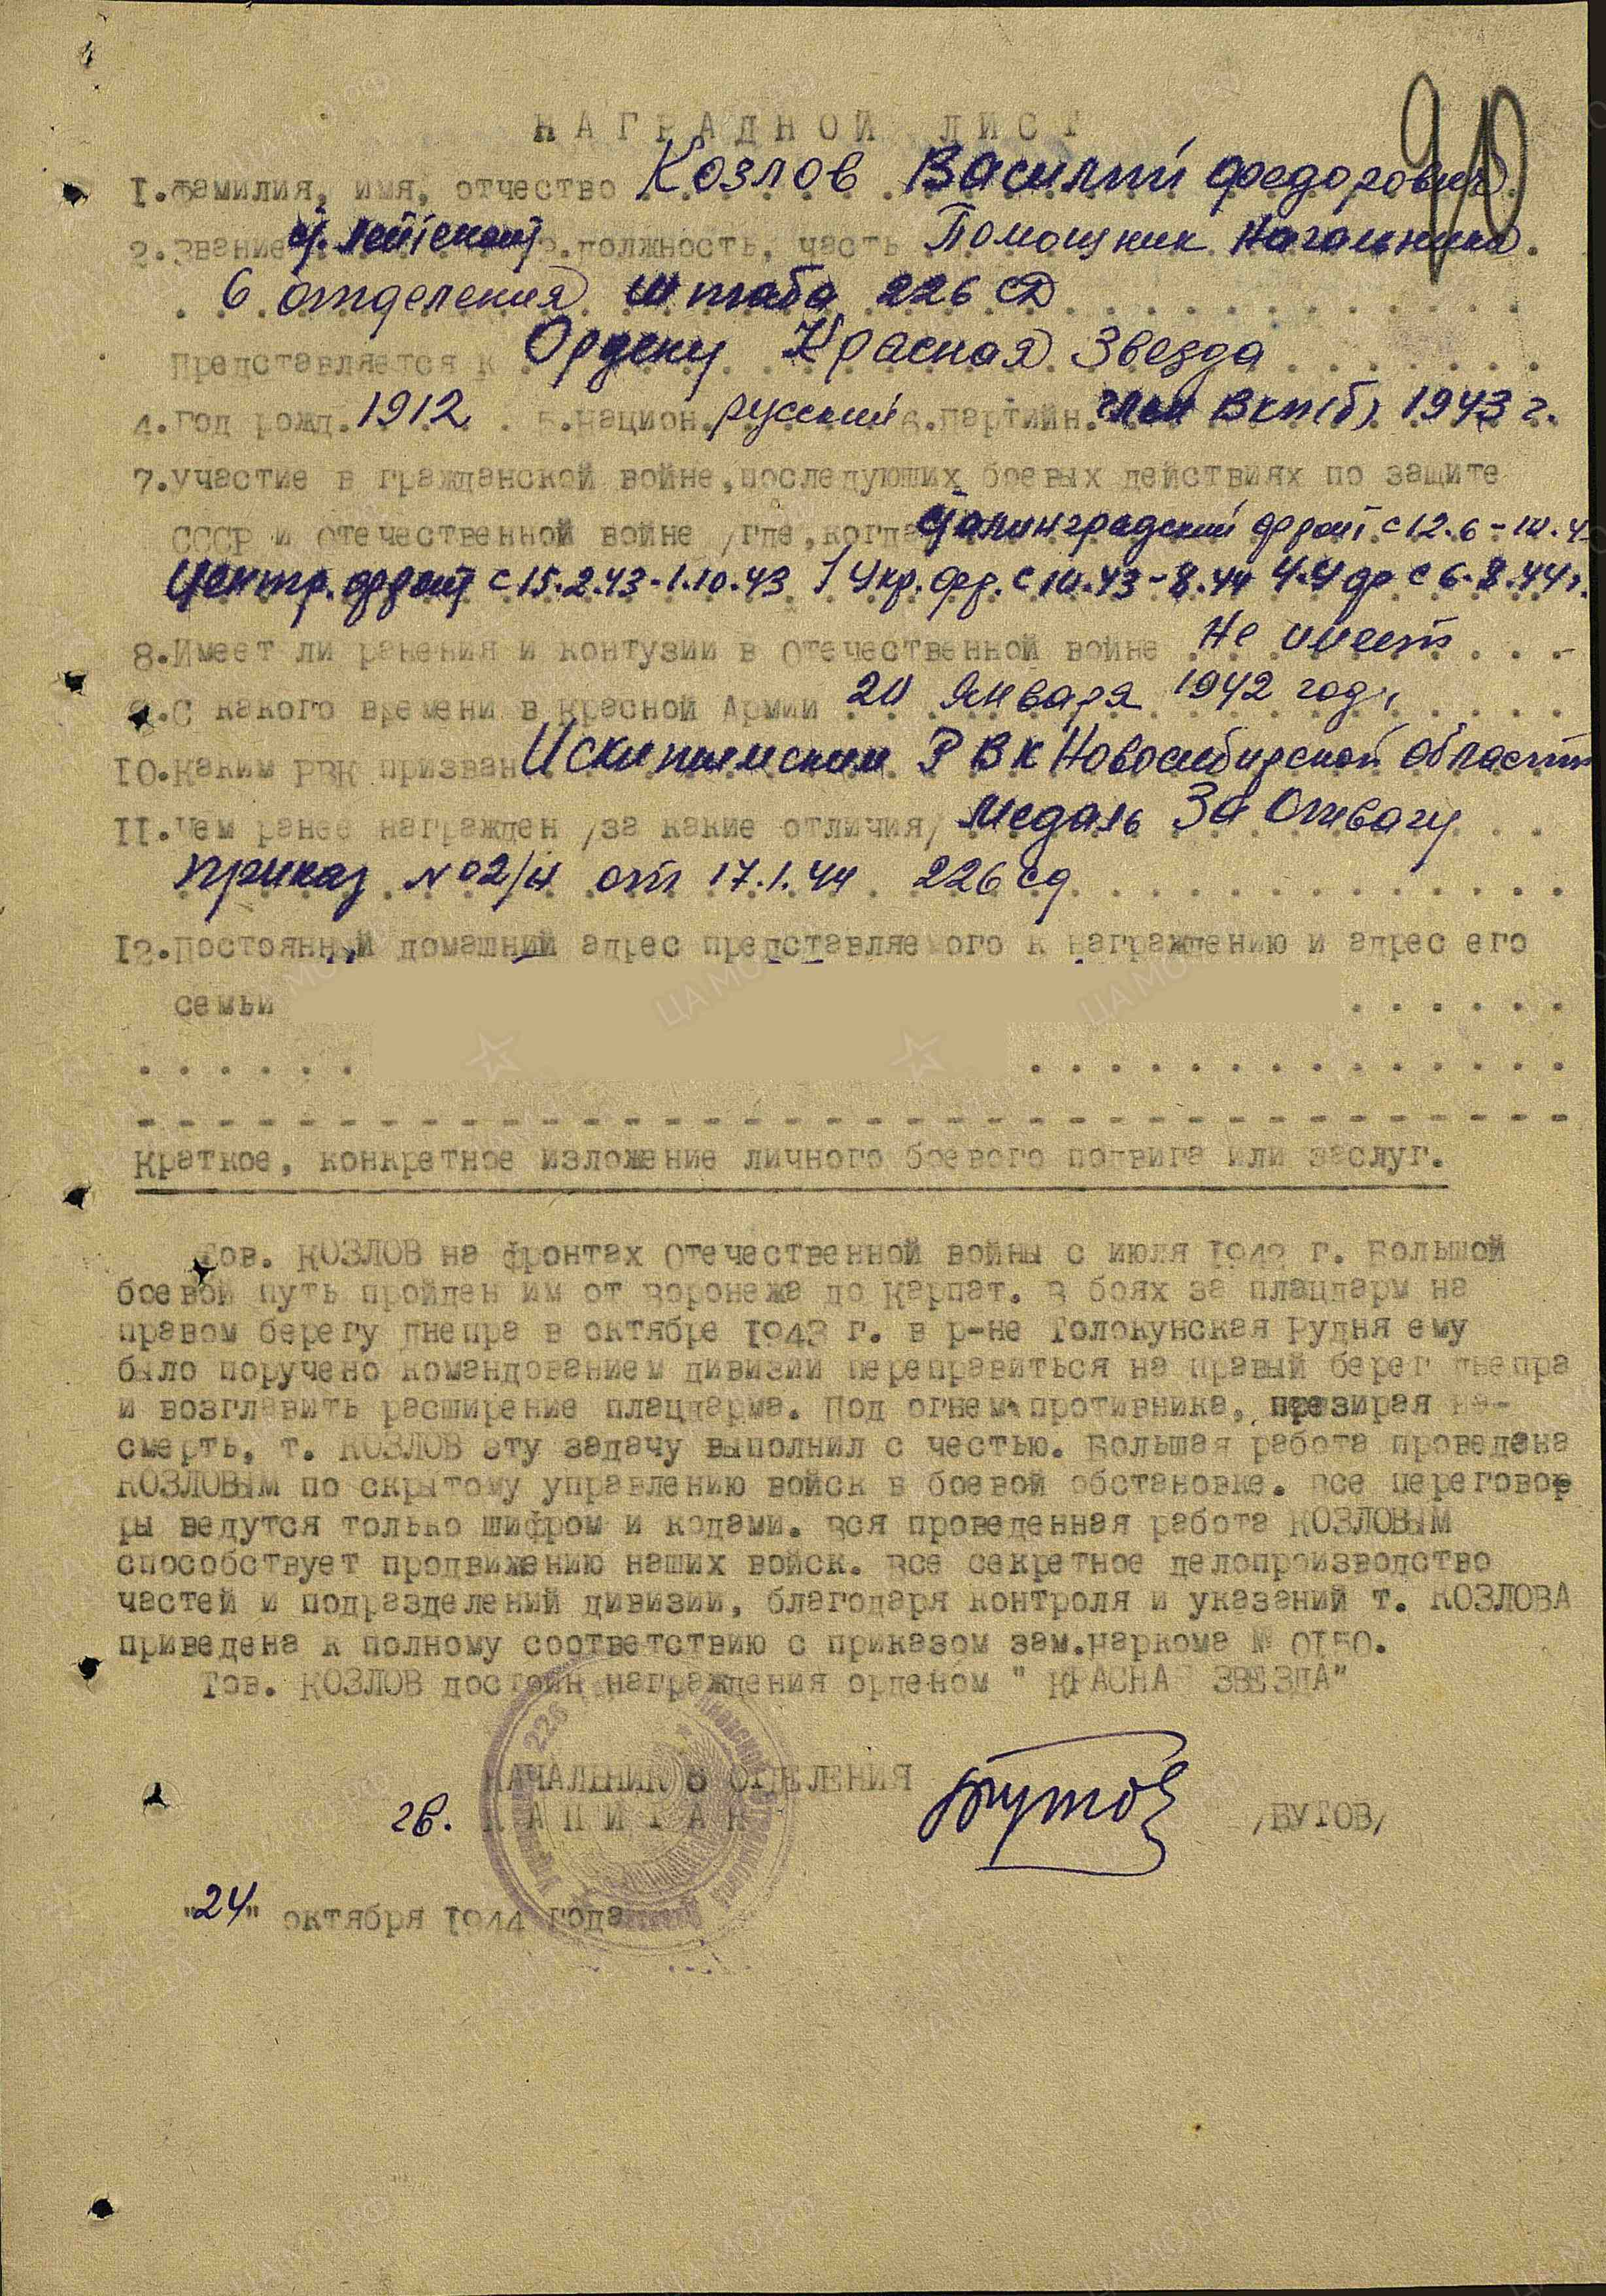 НАГРАДНОЙ ЛИСТ
1.Фамилия, имя, отчество Козлов Василий Федорович
2.Звание ст. лейтенант 3.должность, часть Помощник Начальника
6 отделения штаба 226 СД
Представляется к Ордену Красная Звезда
4.Год рожд. 1912 5.Национ. русский 6.Партийн. член ВКП(б) 1943 г.
7.Участие в гражданской войне, последующих боевых действиях по защите
СССР и отечественной войне /где, когда Сталинградский фронт с 12.6-
Центр. фронт с 15.2.43-1.10.43 1 Укр. фр. с 10.43-8.44 4-У фр с 6.8.44г.
8.Имеет ли ранения и контузии в Отечественной войне Не имеет
9.С какого времени в Красной Армии 20 Января 1942 года
10.Каким РВК призван РВК Новосибирской области
11.Чем ранее награжден /за какие отличия/ Медаль За Отвагу
приказ №02/н от 17.1.44 226 сд
12.Постоянный домашний адрес представляемого к награждению и адрес его
семьи
Краткое, конкретное изложение личного боевого подвига или заслуг.
Тов. КОЗЛОВ на фронтах Отечественной войны с июля 1942 г. Большой
боевой путь пройден им от Воронежа до Карпат. В боях за плацдарм на
правом берегу Днепра в октябре 1943 г. в р-не Толокунская Рудня ему
было поручено командованием дивизии переправиться на правый берег Днепра
и возглавить расширение плацдарма. Под огнем противника, презирая на-
смерть, т. КОЗЛОВ эту задачу выполнил с честью. Большая работа проведена
КОЗЛОВЫМ по скрытому управлению войск в боевой обстановке. Все перегово
ры ведутся только шифром и кодами. Вся проведенная работа КОЗЛОВЫМ
способствует продвижению наших войск. Все секретное делопроизводство
частей и подразделений дивизии, благодаря контроля и указаний т. КОЗЛОВА
приведена к полному соответствию с приказом зам.Наркома № 0150.
Тов. КОЗЛОВ достоин награждения орденом " КРАСНАЯ ЗВЕЗДА"
НАЧАЛЬНИК 6 ОТДЕЛЕНИЯ
гв. КАПИТАН /БУТОВ/
"24" октября 1944 года